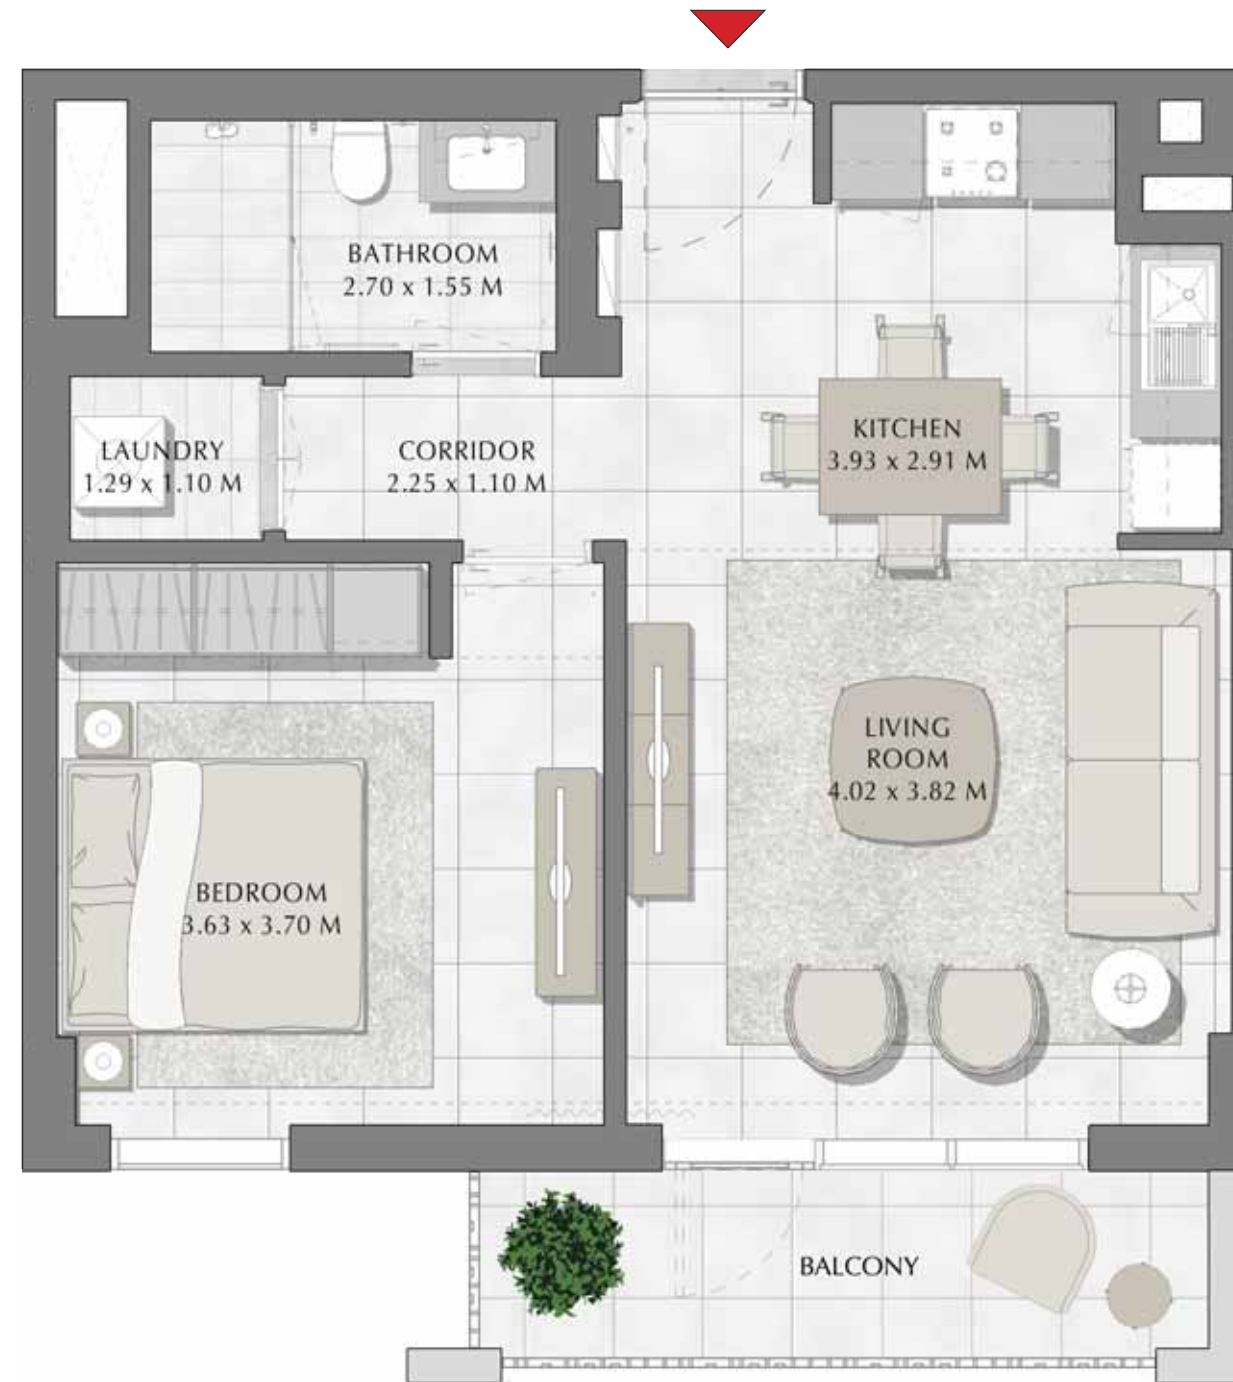 BATHROOM
2.70 x 1.55 M
LAUNDRY
1.29 x 1.10 M
CORRIDOR
2.25 x 1.10 M
KITCHEN
3.93 x 2.91 M
LIVING
ROOM
4.02 x 3.82 M
BEDROOM
3.63 x 3.70 M
BALCONY